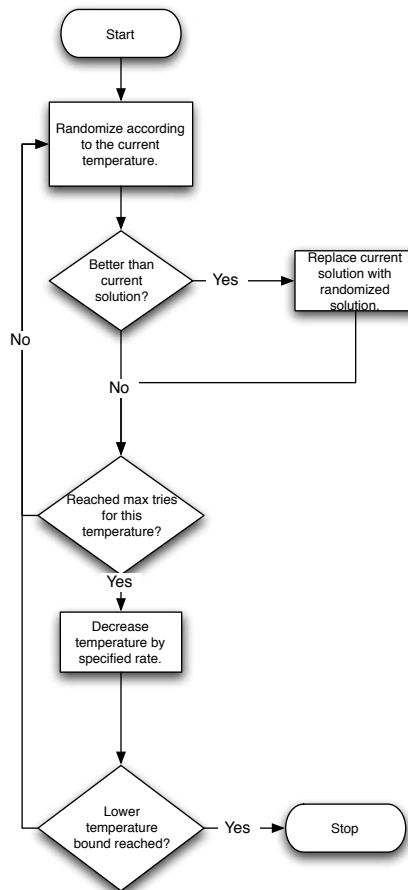 Start
Randomize according
to the current
temperature.
Better than
current
solution?
Yes
Replace current
solution with
randomized
solution.
No
No
Reached max tries
for this
temperature?
Yes
Decrease
temperature by
specified rate.
Lower
temperature
bound reached?
Yes
Stop